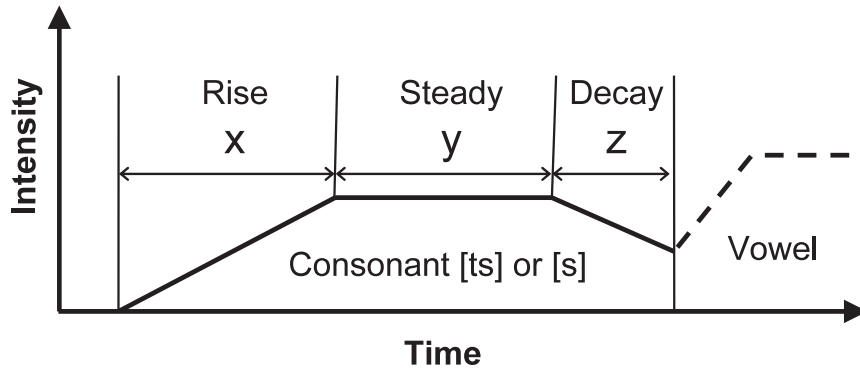 Rise Steady Decay
x y z
Intensity
Consonant [ts] or [s]
Vowel
Time